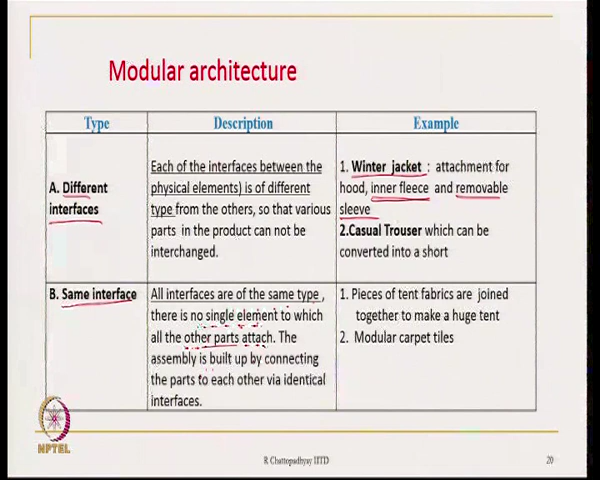 Modular architecture
Type
Description
Example
A. Different
interfaces
Each of the interfaces between the
physical elements) is of different
type from the others, so that various
parts in the product can not be
interchanged.
1. Winter jacket : attachment for
hood, inner fleece and removable
sleeve
2.Casual Trouser which can be
converted into a short
B. Same interface
All interfaces are of the same type ,
there is no single element to which
all the other parts attach. The
assembly is built up by connecting
the parts to each other via identical
interfaces.
1. Pieces of tent fabrics are joined
together to make a huge tent
2. Modular carpet tiles
NPTEL
R Chattopadhyay IITD
20